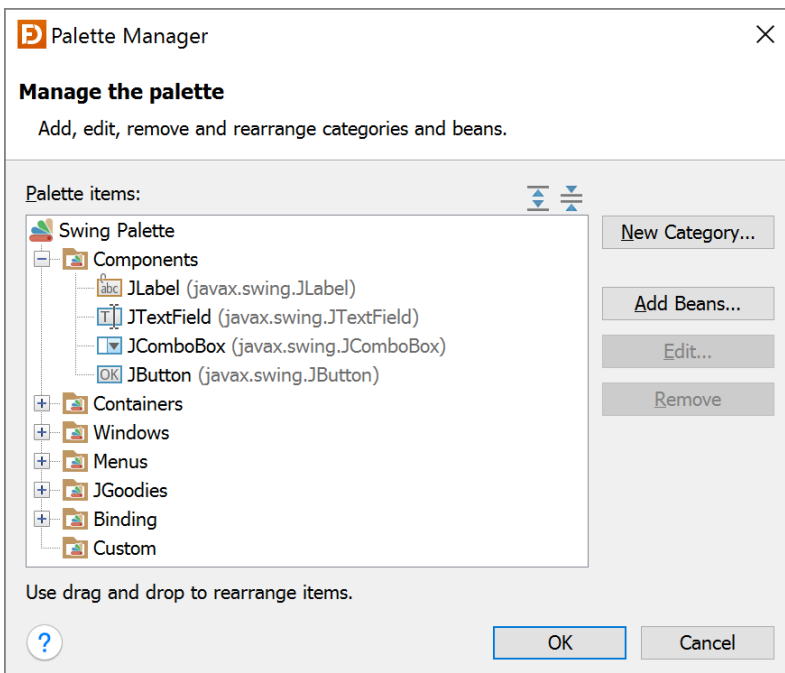 Palette Manager
Manage the palette
Add, edit, remove and rearrange categories and beans.
Palette items:
Swing Palette
New Category...
Components
abc JLabel (javax.swing.JLabel)
Add Beans...
T JTextField (javax.swing.JTextField)
JComboBox (javax.swing.JComboBox)
Edit...
OK JButton (javax.swing.JButton)
Containers
Remove
Windows
Menus
JGoodies
Binding
Custom
Use drag and drop to rearrange items.
?
OK
Cancel